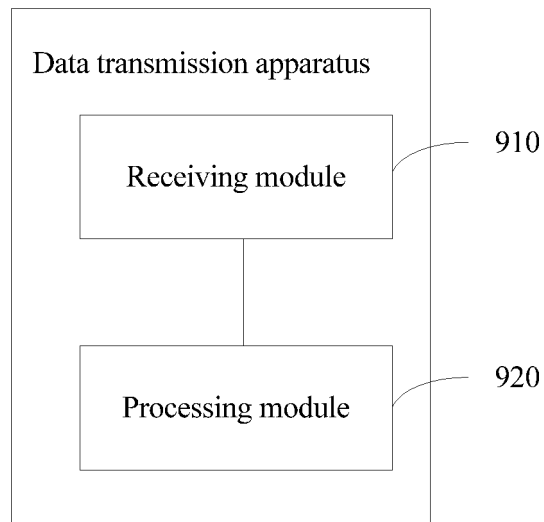 Data transmission apparatus
Receiving module
910
Processing module
920